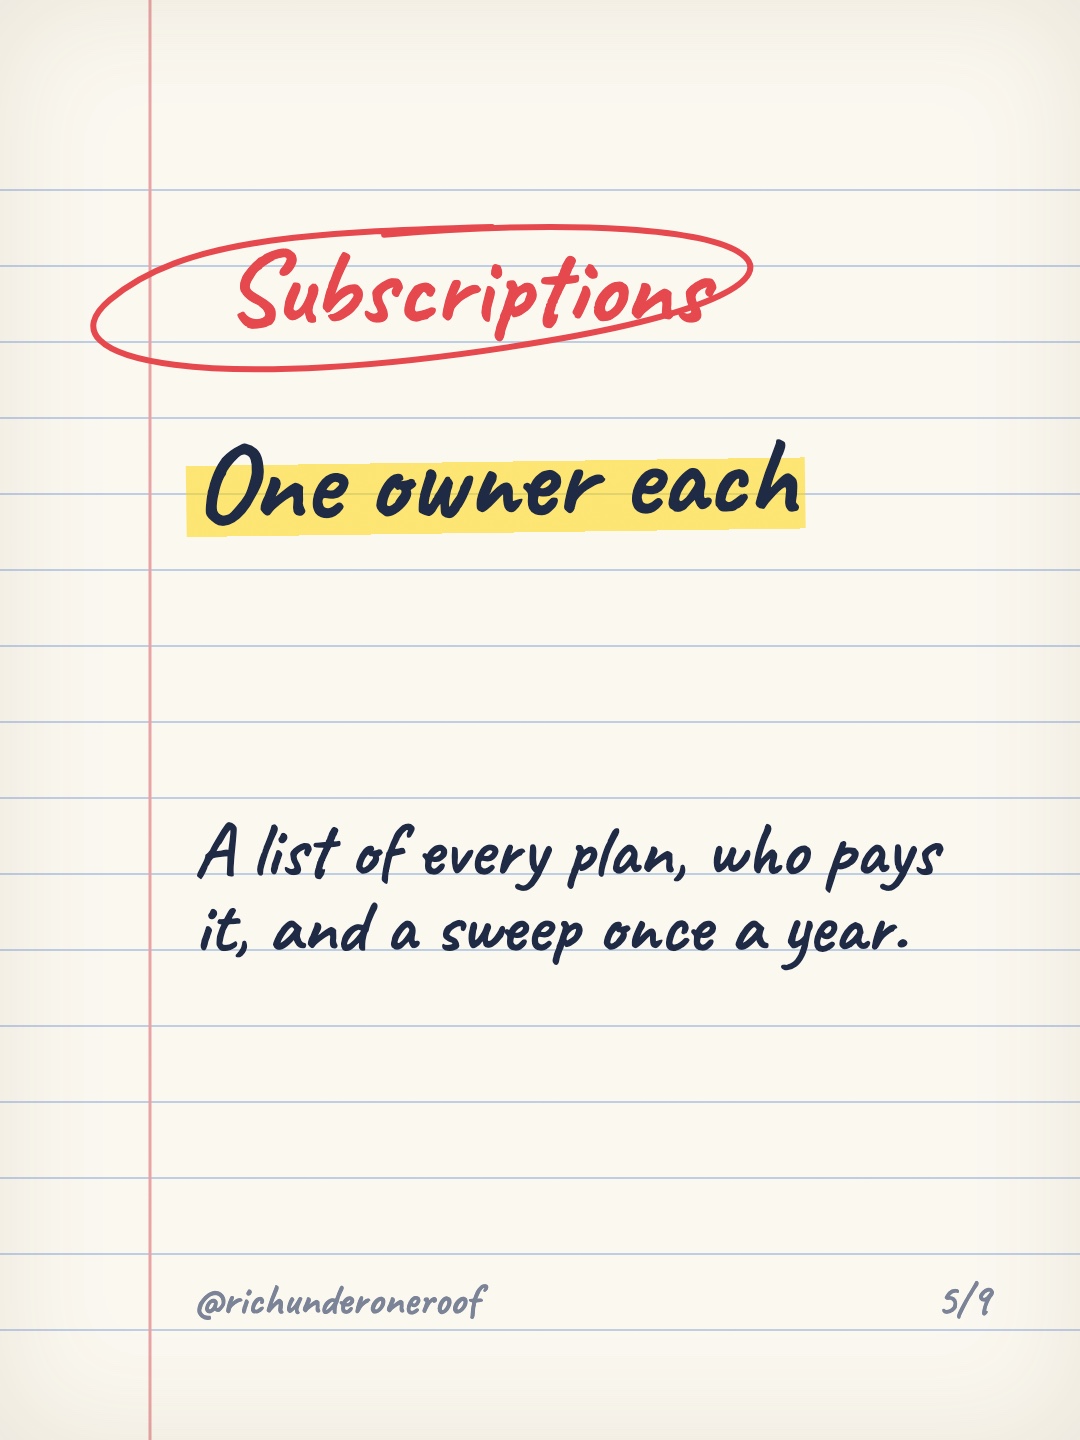 Subscriptions
One owner each
A list of every plan, who pays
it, and a sweep once a year.
@richunderoneroof
5/9